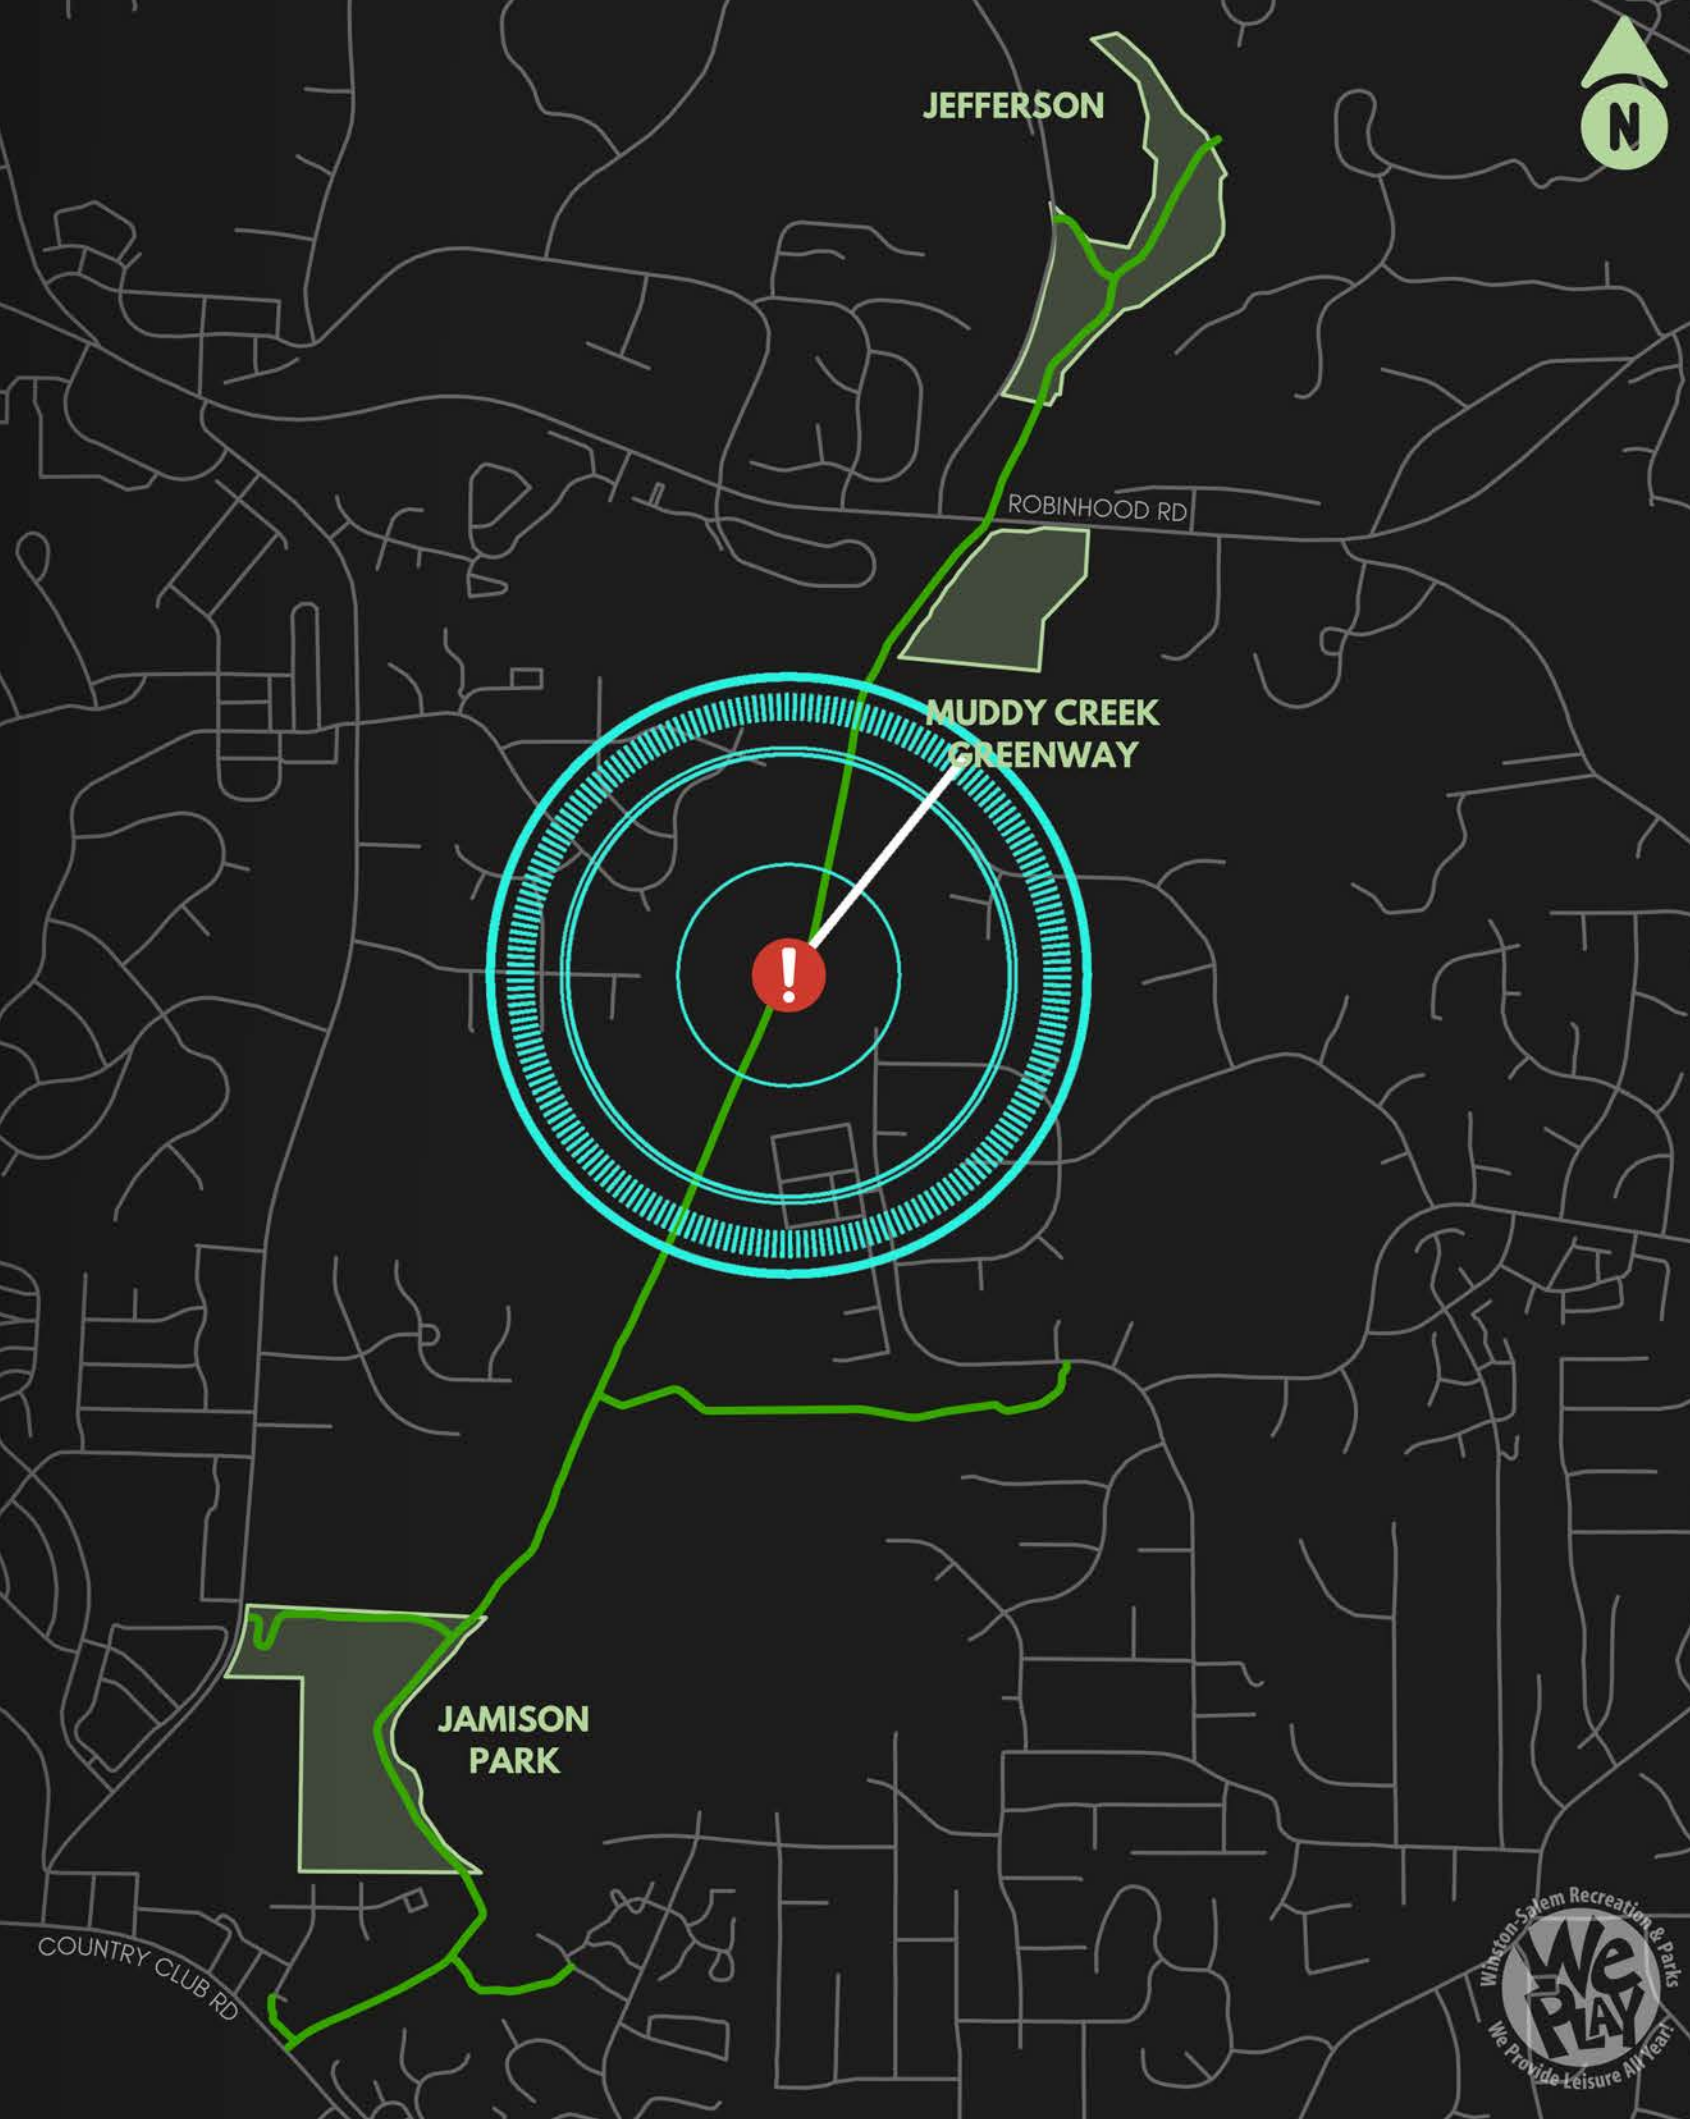 JEFFERSON
N
ROBINHOOD RD
MUDDY CREEK
GREENWAY
!
JAMISON
PARK
COUNTRY CLUB RD
Winston-Salem Recreation & Parks
We
PLAY
We Provide Leisure All Year!